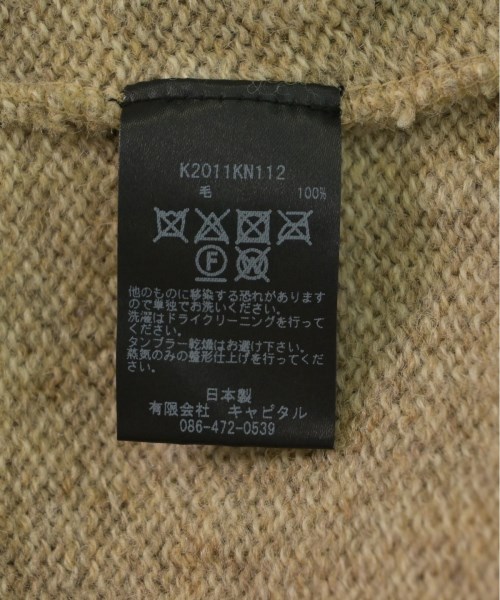 K2011KN112
毛 100%
F W
他のものに移染する恐れがあります
ので単独でお洗いください。
洗濯はドライクリーニングを行って
ください。
タンブラー乾燥はお避け下さい。
蒸気のみの整形仕上げを行って
ください。
日本製
有限会社 キャピタル
086-472-0539